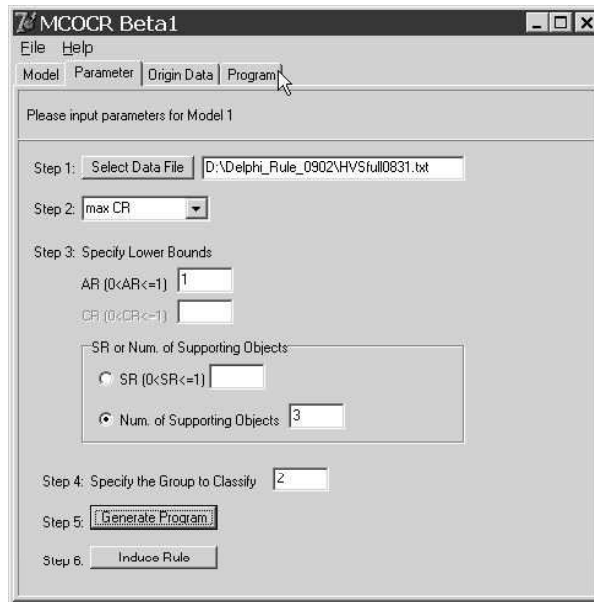 MCOCR Beta1
File Help
Model Parameter Origin Data Program
Please input parameters for Model 1
Step 1: Select Data File D:\Delphi_Rule_0902\HVSfull0831.txt
Step 2: max CR
Step 3: Specify Lower Bounds
AR (0<AR<=1) 1
CR (0<CR<=1)
SR or Num. of Supporting Objects
SR (0<SR<=1)
Num. of Supporting Objects 3
Step 4: Specify the Group to Classify 2
Step 5: Generate Program
Step 6. Induce Rule